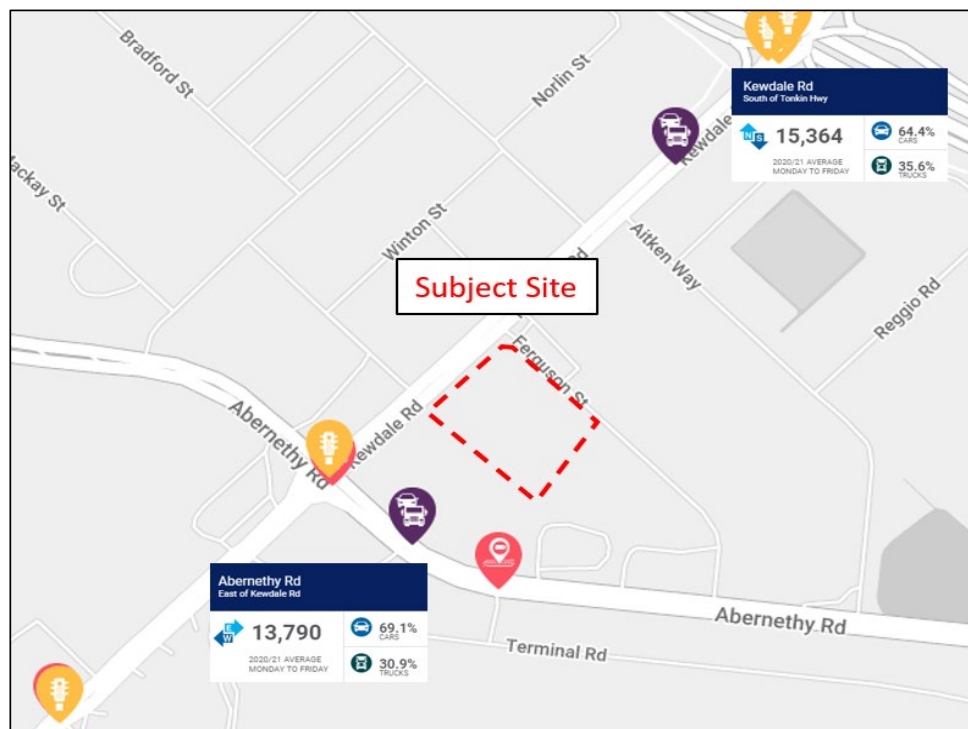 Bradford St
Norlin St
Mackay St
Kewdale Rd
South of Tonkin Hwy
N
S
15,364
64.4%
CARS
2020/21 AVERAGE
MONDAY TO FRIDAY
35.6%
TRUCKS
Kewdale
Winton St
Aitken Way
Rd
Subject Site
Reggio Rd
Ferguson St
Abernethy Rd
Kewdale Rd
Abernethy Rd
East of Kewdale Rd
E
W
13,790
69.1%
CARS
2020/21 AVERAGE
MONDAY TO FRIDAY
30.9%
TRUCKS
Abernethy Rd
Terminal Rd